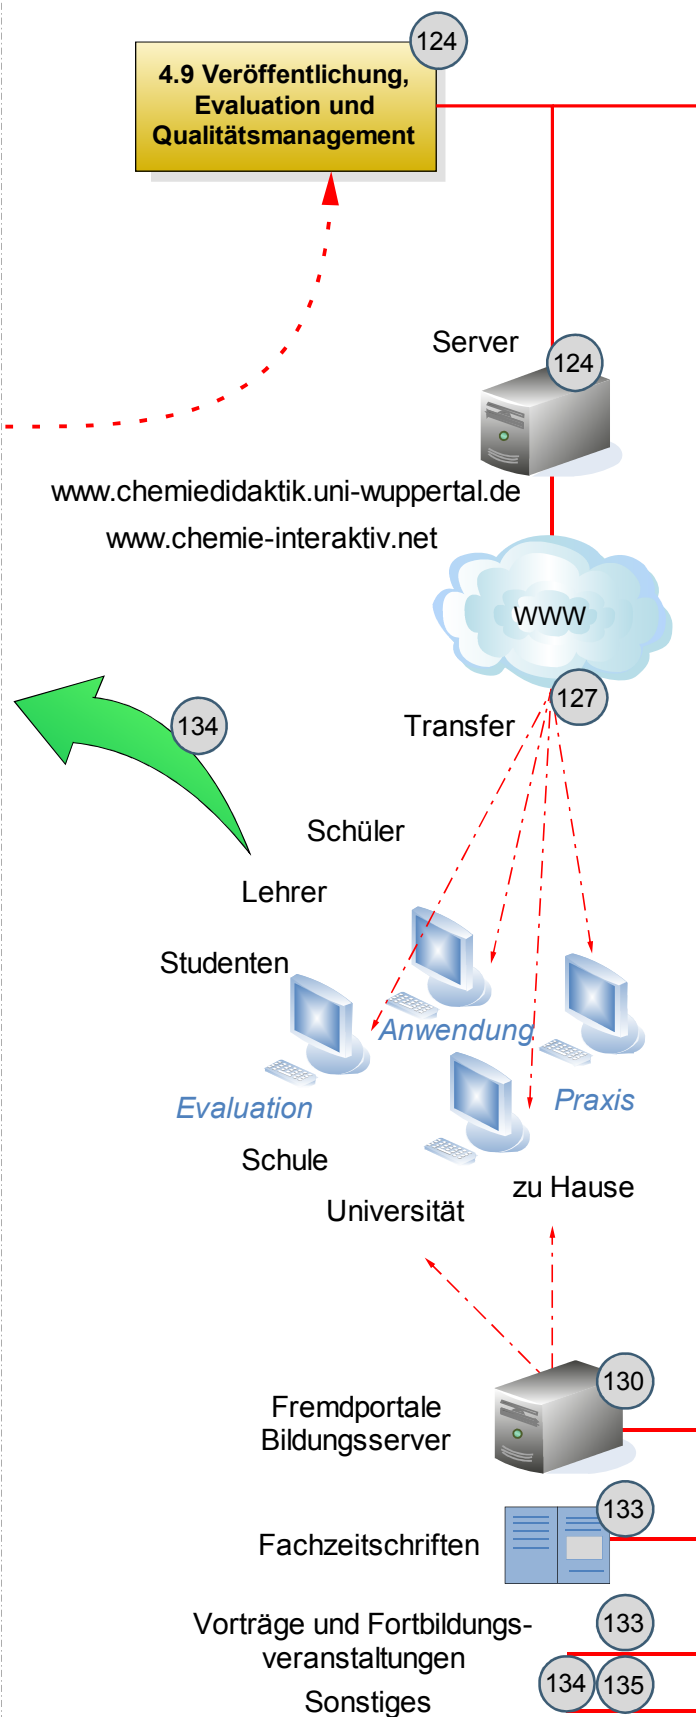 124
4.9 Veröffentlichung,
Evaluation und
Qualitätsmanagement
Server
124
www.chemiedidaktik.uni-wuppertal.de
www.chemie-interaktiv.net
WWW
127
Transfer
134
Schüler
Lehrer
Studenten
Anwendung
Evaluation
Praxis
Schule
zu Hause
Universität
130
Fremdportale
Bildungsserver
133
Fachzeitschriften
Vorträge und Fortbildungs-
veranstaltungen
133
134
135
Sonstiges